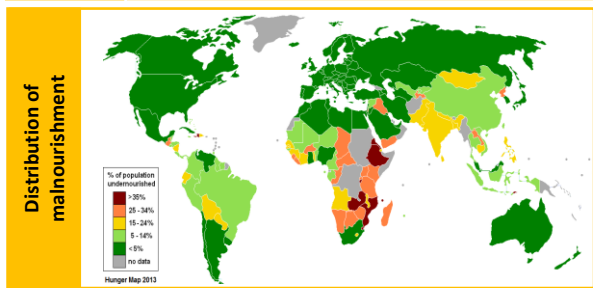 Distribution of
malnourishment
% of population
undernourished
>35%
25 - 34%
15 - 24%
5 - 14%
< 5%
no data
Hunger Map 2013